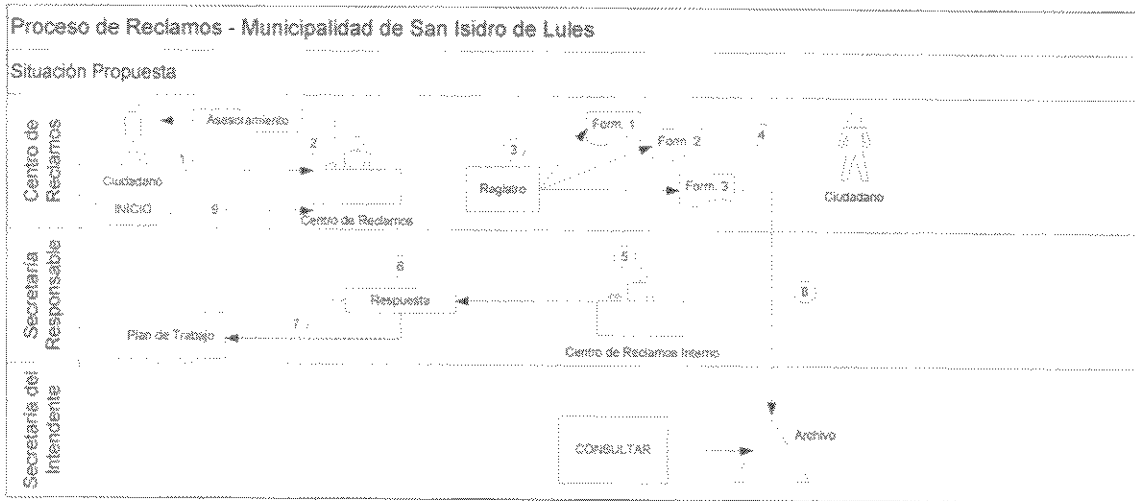 Proceso de Reclamos - Municipalidad de San Isidro de Lules
Situación Propuesta
Centro de
Reclamos
Asesoramiento
1
2
Ciudadano
INICIO
9
Centro de Reclamos
3
Registro
Form. 1
Form. 2
Form. 3
4
Ciudadano
Secretaría
Responsable
5
6
Respuesta
7
Plan de Trabajo
Centro de Reclamos Interno
8
Secretaría del
Intendente
CONSULTAR
Archivo